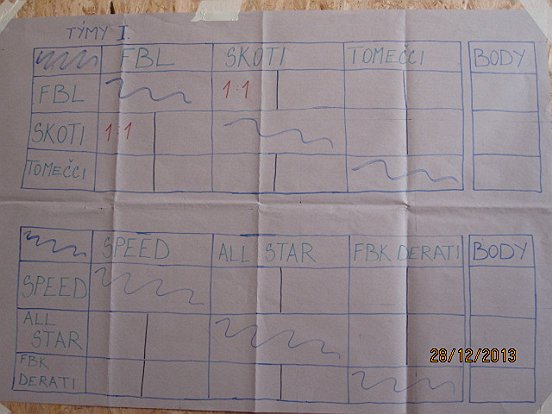 TÝMY I.
FBL SKOTI TOMEČCI BODY
FBL 1:1
SKOTI 1:1
TOMEČCI
SPEED ALL STAR FBK DERATI BODY
SPEED
ALL
STAR
FBK
DERATI
28/12/2013